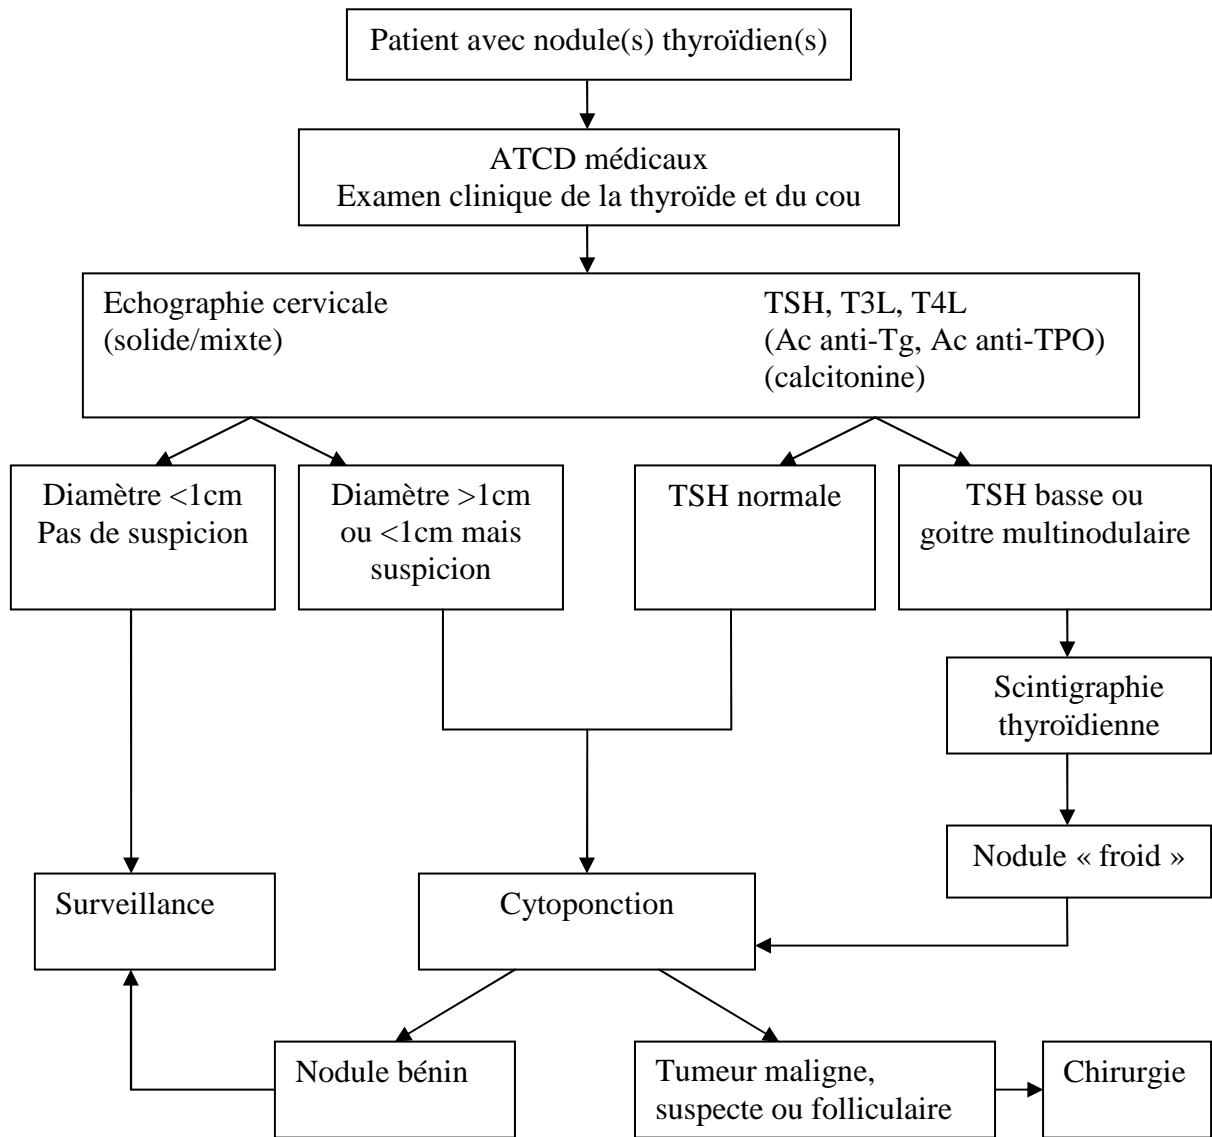 Patient avec nodule(s) thyroïdien(s)
ATCD médicaux
Examen clinique de la thyroïde et du cou
Echographie cervicale
(solide/mixte)
TSH, T3L, T4L
(Ac anti-Tg, Ac anti-TPO)
(calcitonine)
Diamètre <1cm
Pas de suspicion
Diamètre >1cm
ou <1cm mais
suspicion
TSH normale
TSH basse ou
goitre multinodulaire
Scintigraphie
thyroïdienne
Nodule « froid »
Surveillance
Cytoponction
Nodule bénin
Tumeur maligne,
suspecte ou folliculaire
Chirurgie